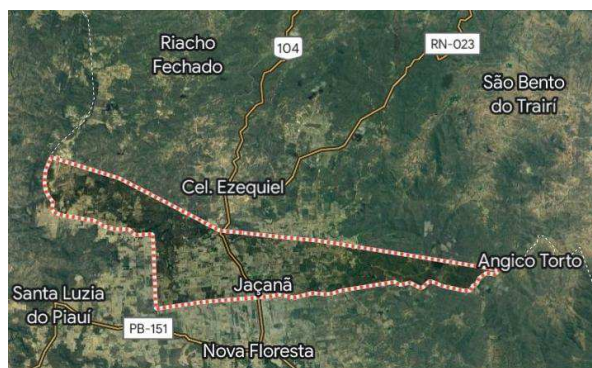 Riacho
Fechado
104
RN-023
São Bento
do Trairí
Cel. Ezequiel
Angico Torto
Jaçanã
Santa Luzia
do Piauí
PB-151
Nova Floresta